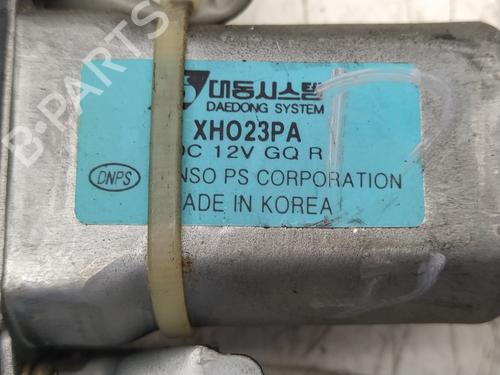 대동시스템
DAEDONG SYSTEM
XHO23PA
DC 12V GQ R
DNPS
NSO PS CORPORATION
ADE IN KOREA
B-PARTS